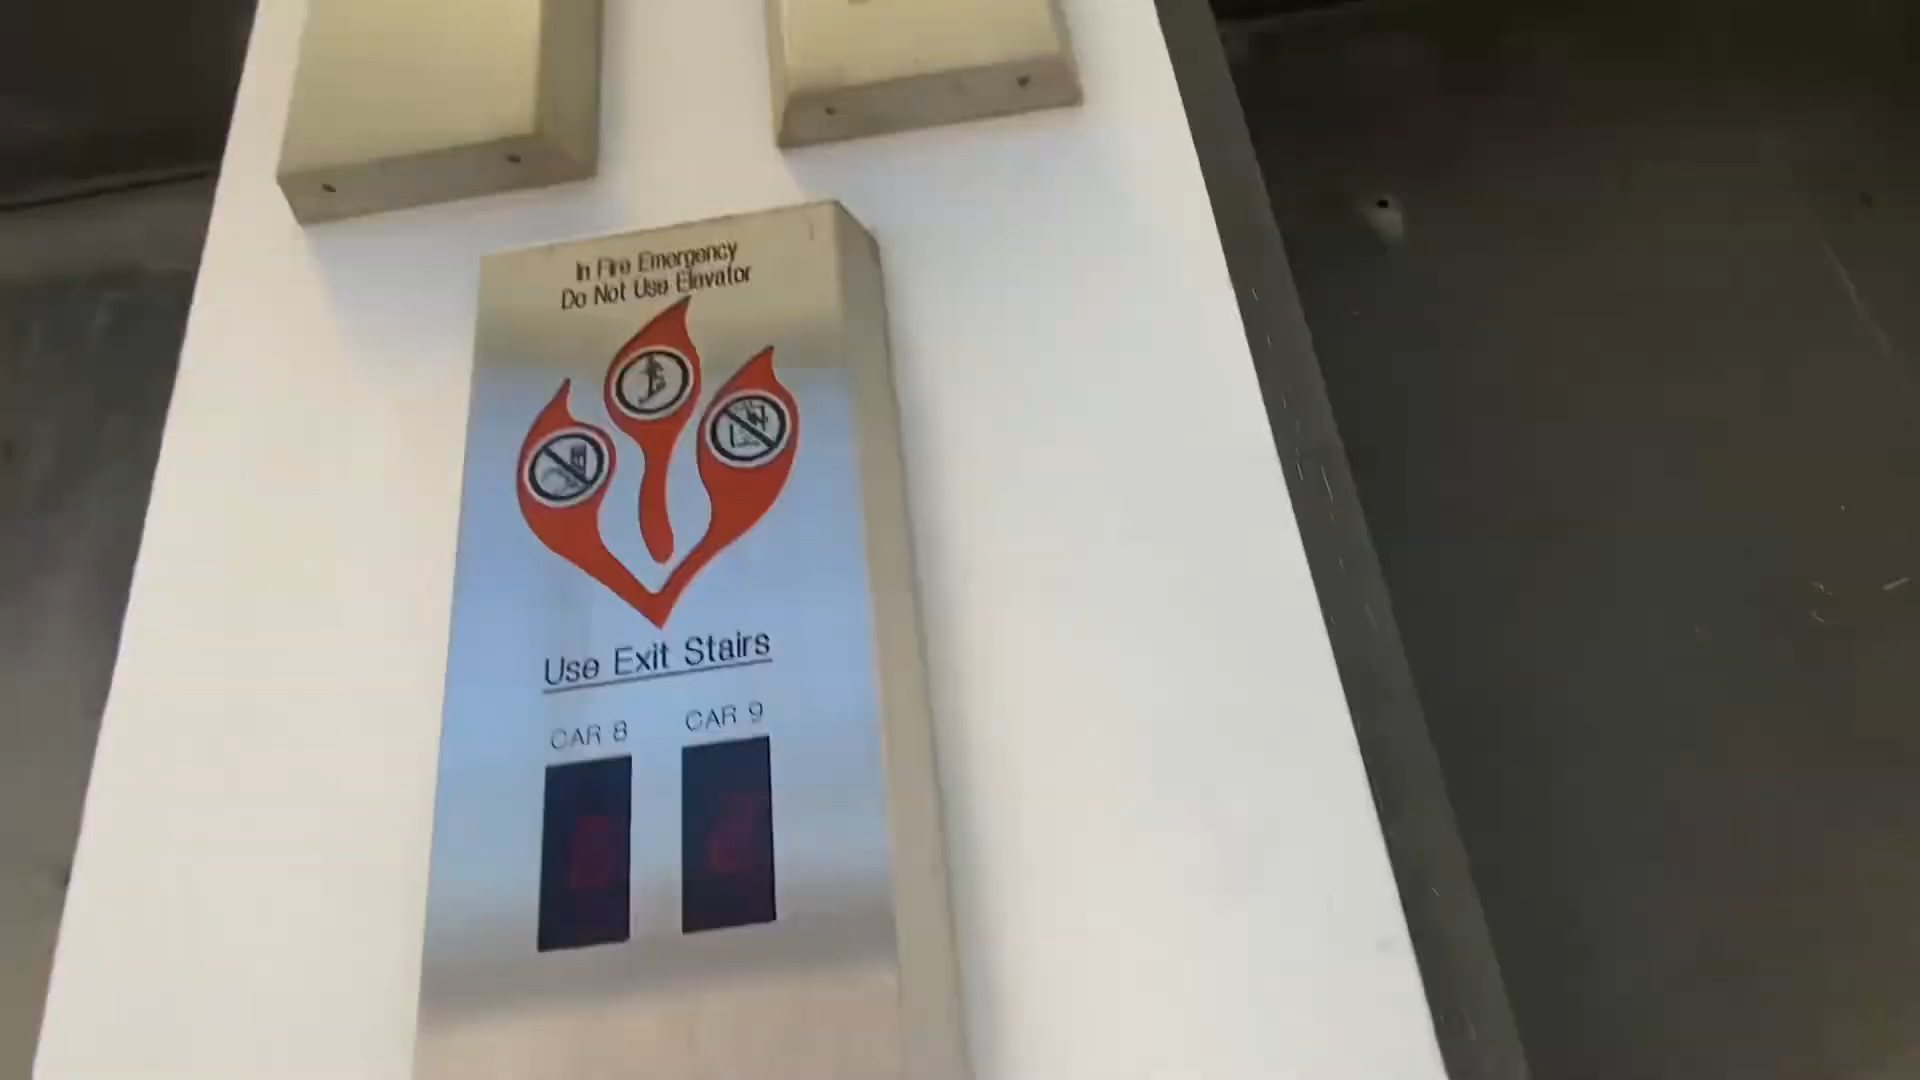 In Fire Emergency
Do Not Use Elevator
Use Exit Stairs
CAR 8 CAR 9